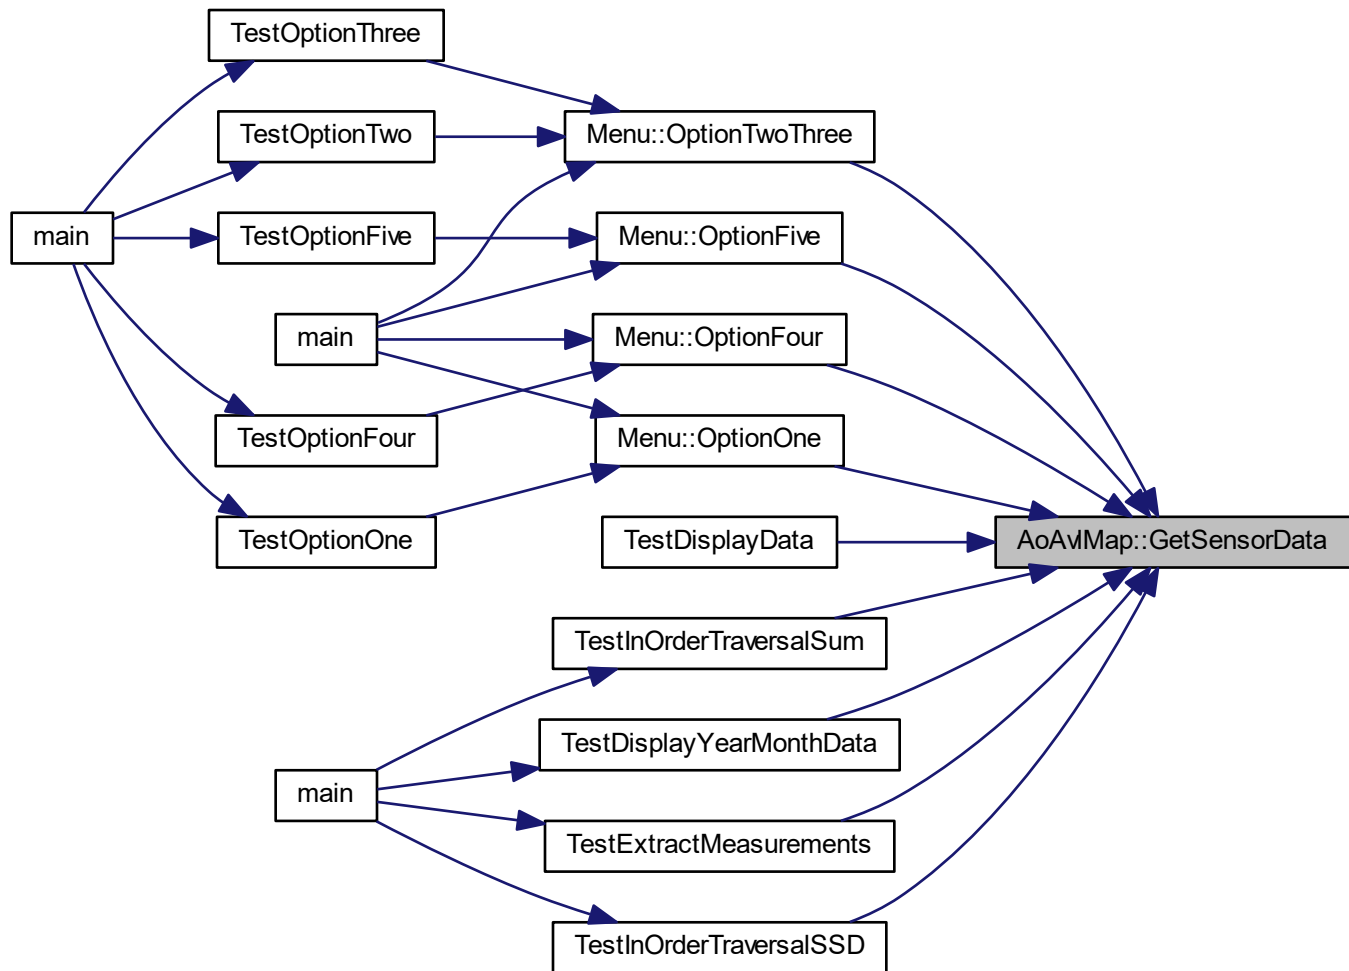 TestOptionThree
TestOptionTwo
Menu::OptionTwoThree
main
TestOptionFive
Menu::OptionFive
main
Menu::OptionFour
TestOptionFour
Menu::OptionOne
TestOptionOne
TestDisplayData
AoAvlMap::GetSensorData
TestInOrderTraversalSum
TestDisplayYearMonthData
main
TestExtractMeasurements
TestInOrderTraversalSSD